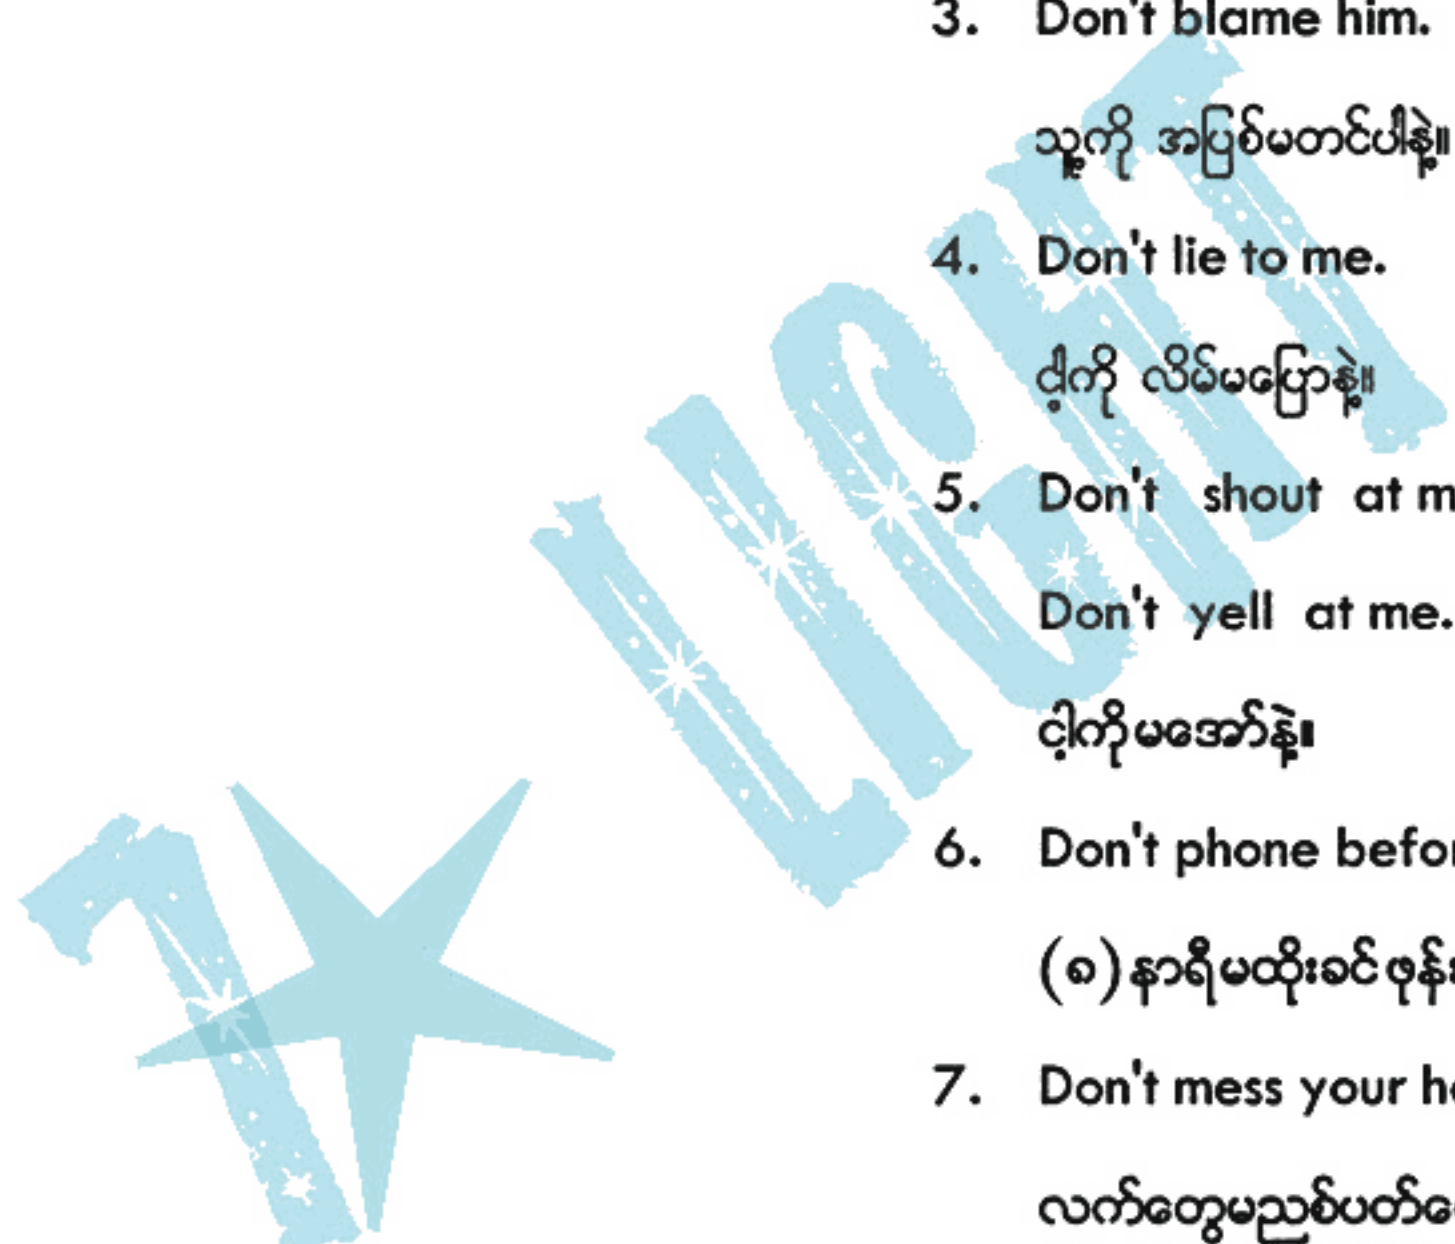 3. Don't blame him.
သူ့ကို အပြစ်မတင်ပါနဲ့။
4. Don't lie to me.
ငါ့ကို လိမ်မပြောနဲ့။
5. Don't shout at m
Don't yell at me.
ငါ့ကိုမအော်နဲ့။
6. Don't phone befor
(၈)နာရီမထိုးခင်ဖုန်း
7. Don't mess your h
လက်တွေမညစ်ပတ်စေ
LIGHT